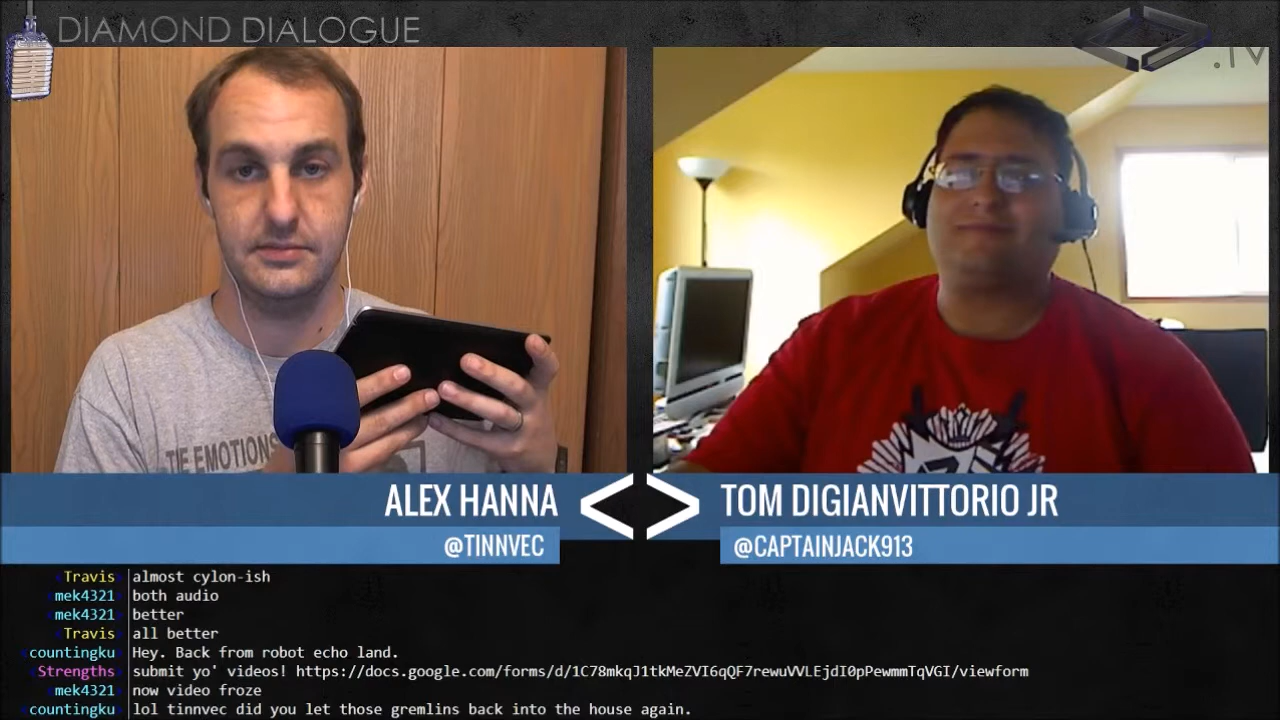 DIAMOND DIALOGUE
.TV
TIE EMOTIONS
ALEX HANNA
TOM DIGIANVITTORIO JR
@TINNVEC
@CAPTAINJACK913
Travis almost cylon-ish
mek4321 both audio
mek4321 better
Travis all better
countingku Hey. Back from robot echo land.
Strengths submit yo' videos! https://docs.google.com/forms/d/1C78mkqJ1tkMeZVI6qQF7rewuVVLEjdI0pPewmmTqVGI/viewform
mek4321 now video froze
countingku lol tinnvec did you let those gremlins back into the house again.